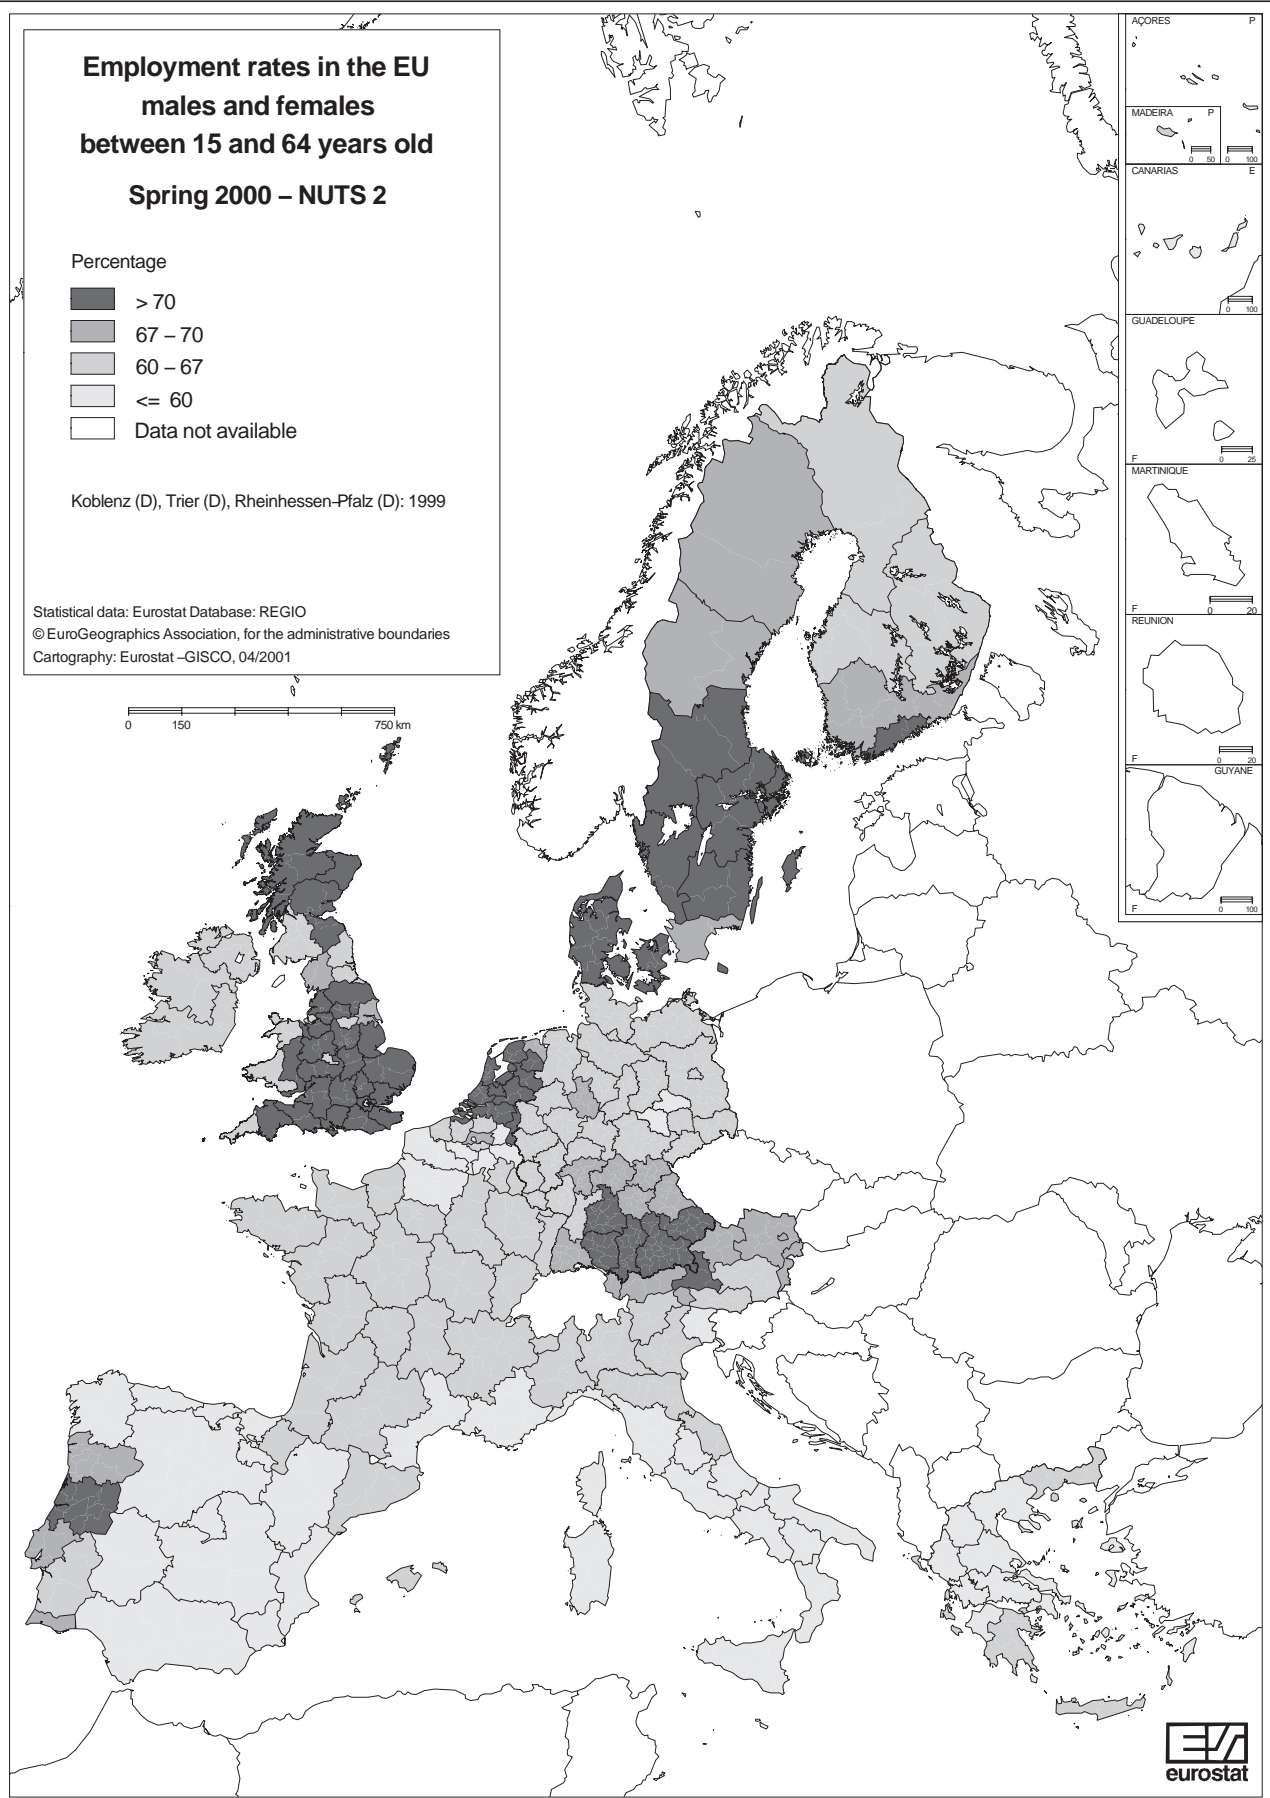 Employment rates in the EU
males and females
between 15 and 64 years old
Spring 2000 – NUTS 2
Percentage
> 70
67 – 70
60 – 67
<= 60
Data not available
Koblenz (D), Trier (D), Rheinhessen-Pfalz (D): 1999
Statistical data: Eurostat Database: REGIO
© EuroGeographics Association, for the administrative boundaries
Cartography: Eurostat –GISCO, 04/2001
0 150 750 km
AÇORES P
MADEIRA P
0 50 0 100
CANARIAS E
0 100
GUADELOUPE
F 0 25
MARTINIQUE
F 0 20
REUNION
F 0 20
GUYANE
F 0 100
eurostat